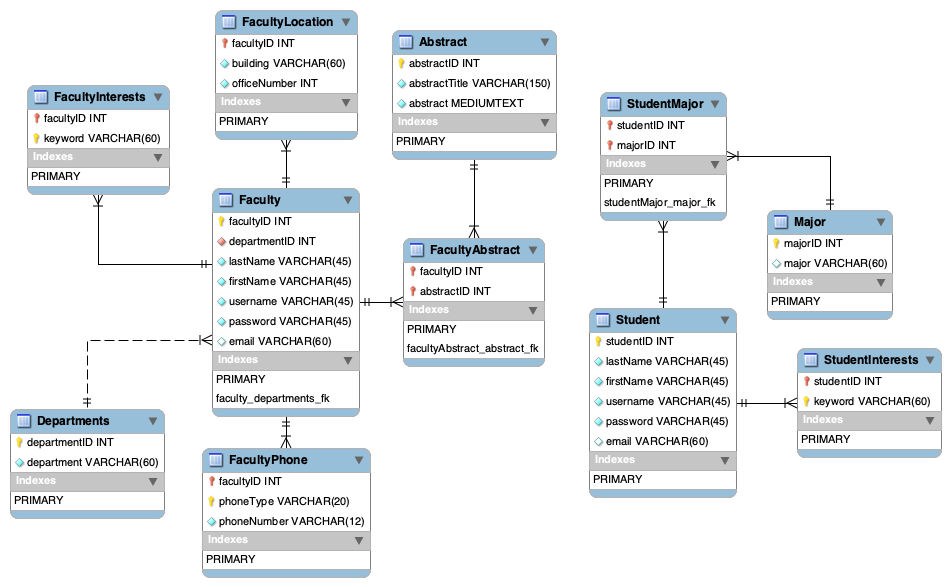 FacultyLocation
facultyID INT
building VARCHAR(60)
officeNumber INT
Indexes
PRIMARY
Abstract
abstractID INT
abstractTitle VARCHAR(150)
abstract MEDIUMTEXT
Indexes
PRIMARY
FacultyInterests
facultyID INT
keyword VARCHAR(60)
Indexes
PRIMARY
StudentMajor
studentID INT
majorID INT
Indexes
PRIMARY
studentMajor_major_fk
Faculty
facultyID INT
departmentID INT
lastName VARCHAR(45)
firstName VARCHAR(45)
username VARCHAR(45)
password VARCHAR(45)
email VARCHAR(60)
Indexes
PRIMARY
faculty_departments_fk
FacultyAbstract
facultyID INT
abstractID INT
Indexes
PRIMARY
facultyAbstract_abstract_fk
Major
majorID INT
major VARCHAR(60)
Indexes
PRIMARY
Student
studentID INT
lastName VARCHAR(45)
firstName VARCHAR(45)
username VARCHAR(45)
password VARCHAR(45)
email VARCHAR(60)
Indexes
PRIMARY
StudentInterests
studentID INT
keyword VARCHAR(60)
Indexes
PRIMARY
Departments
departmentID INT
department VARCHAR(60)
Indexes
PRIMARY
FacultyPhone
facultyID INT
phoneType VARCHAR(20)
phoneNumber VARCHAR(12)
Indexes
PRIMARY